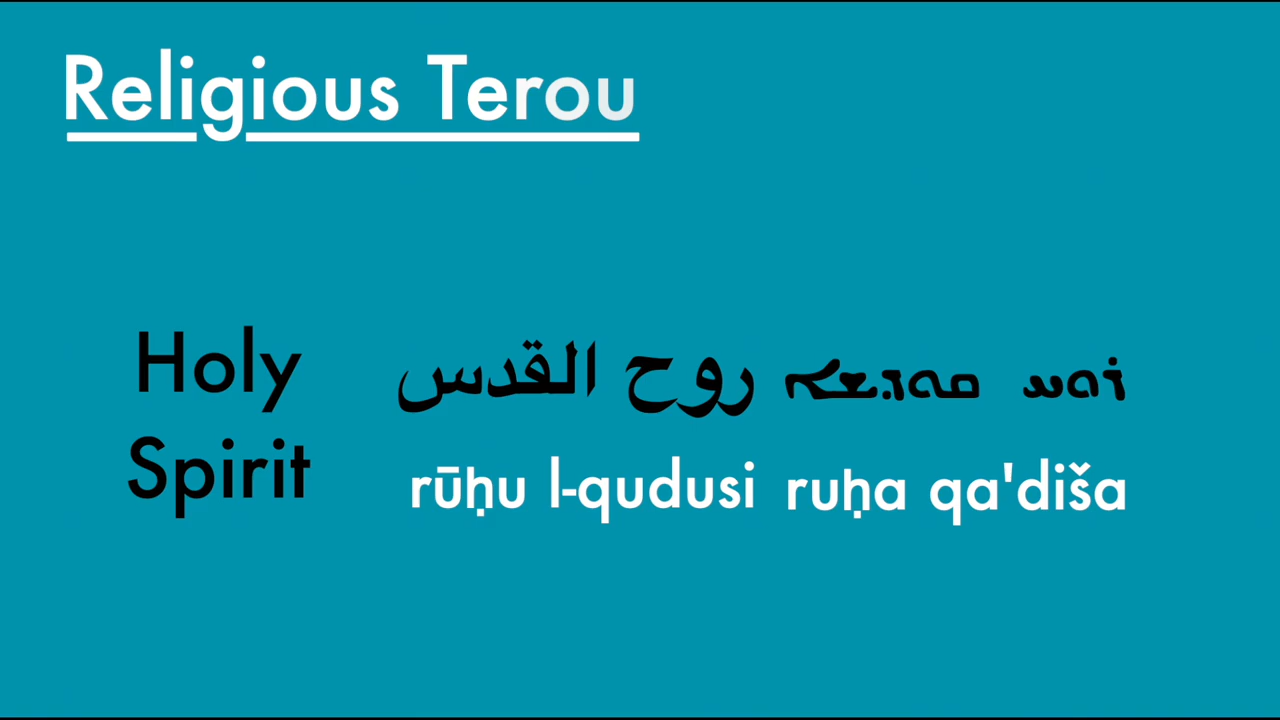 Religious Terou
Holy
Spirit
روح القدس
rūḥu l-qudusi
ܪܘܚ ܩܘܕܫܐ
ruḥa qa'diša